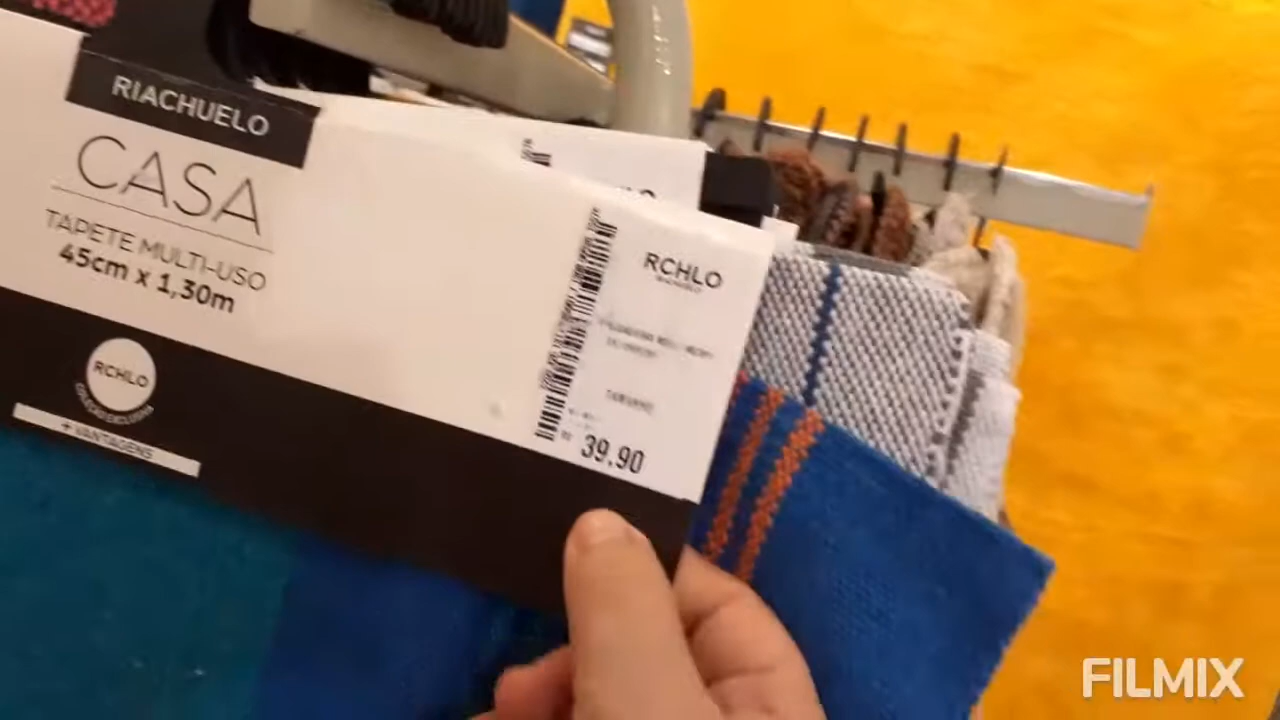 RIACHUELO
CASA
TAPETE MULTI-USO
45cm x 1,30m
RCHLO
+ VANTAGENS
RCHLO
39.90
FILMIX